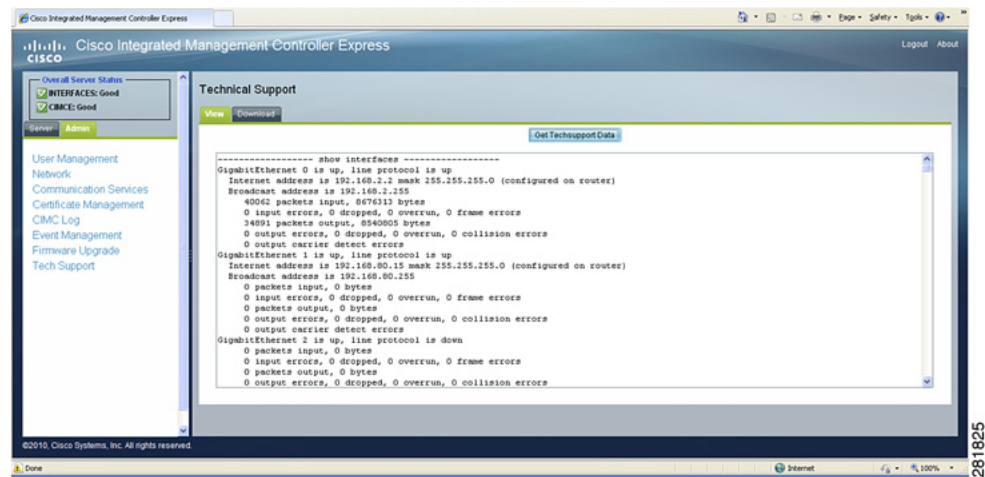 Cisco Integrated Management Controller Express
Page Safety Tools
CISCO Cisco Integrated Management Controller Express
Logout About
Overall Server Status
INTERFACES: Good
CIMCE: Good
Server Admin
User Management
Network
Communication Services
Certificate Management
CIMC Log
Event Management
Firmware Upgrade
Tech Support
Technical Support
View Download
Get Techsupport Data
------------------ show interfaces ------------------
GigabitEthernet 0 is up, line protocol is up
Internet address is 192.168.2.2 mask 255.255.255.0 (configured on router)
Broadcast address is 192.168.2.255
40062 packets input, 8676313 bytes
0 input errors, 0 dropped, 0 overrun, 0 frame errors
34891 packets output, 8540805 bytes
0 output errors, 0 dropped, 0 overrun, 0 collision errors
0 output carrier detect errors
GigabitEthernet 1 is up, line protocol is up
Internet address is 192.168.80.15 mask 255.255.255.0 (configured on router)
Broadcast address is 192.168.80.255
0 packets input, 0 bytes
0 input errors, 0 dropped, 0 overrun, 0 frame errors
0 packets output, 0 bytes
0 output errors, 0 dropped, 0 overrun, 0 collision errors
0 output carrier detect errors
GigabitEthernet 2 is up, line protocol is down
0 packets input, 0 bytes
0 input errors, 0 dropped, 0 overrun, 0 frame errors
0 packets output, 0 bytes
0 output errors, 0 dropped, 0 overrun, 0 collision errors
©2010, Cisco Systems, Inc. All rights reserved.
Done
Internet
100%
281825